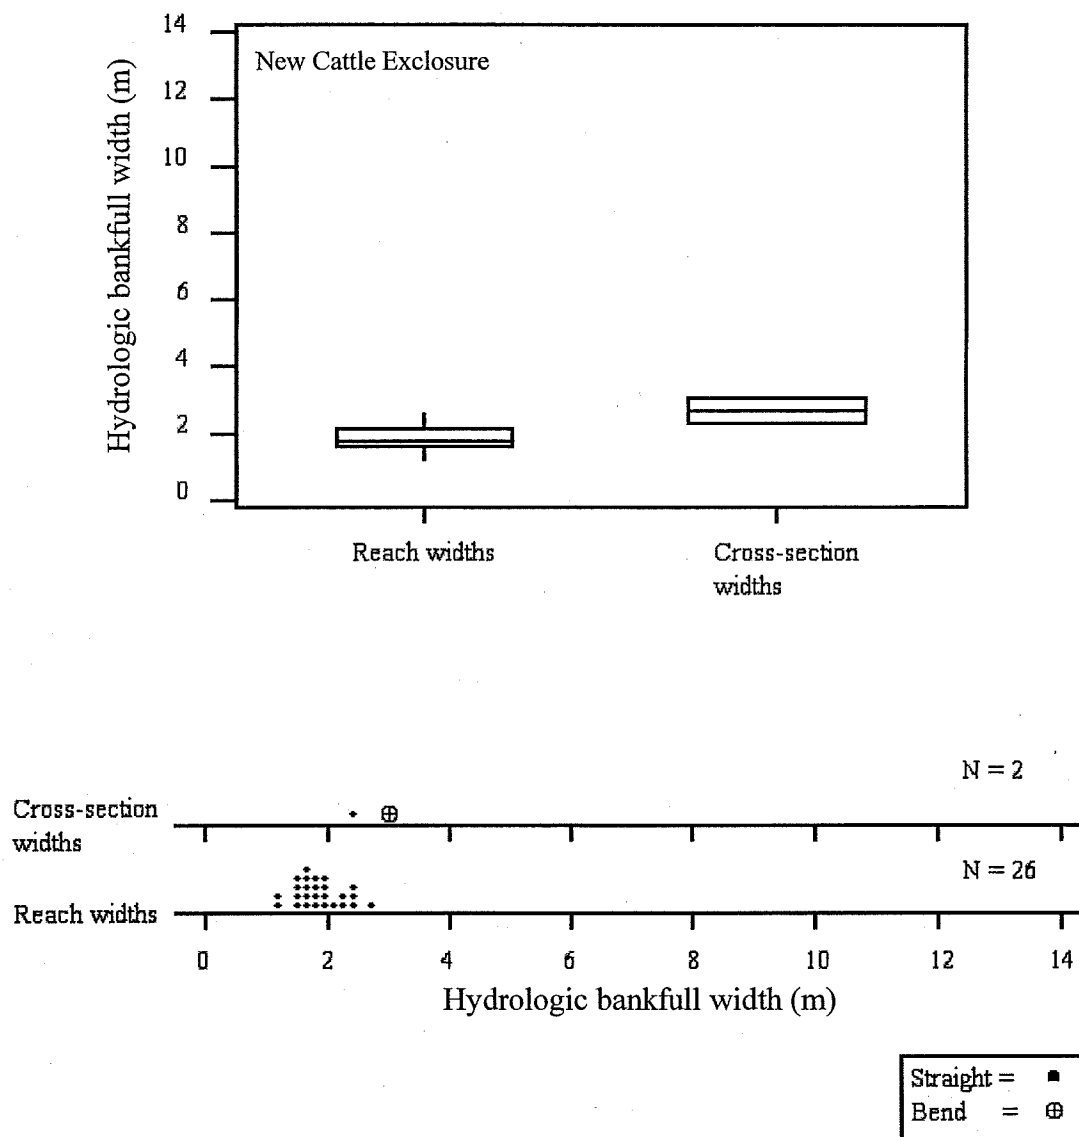 14
New Cattle Exclosure
12
10
8
6
4
2
0
Hydrologic bankfull width (m)
Reach widths
Cross-section
widths
N = 2
Cross-section
widths
N = 26
Reach widths
0 2 4 6 8 10 12 14
Hydrologic bankfull width (m)
Straight =
Bend =